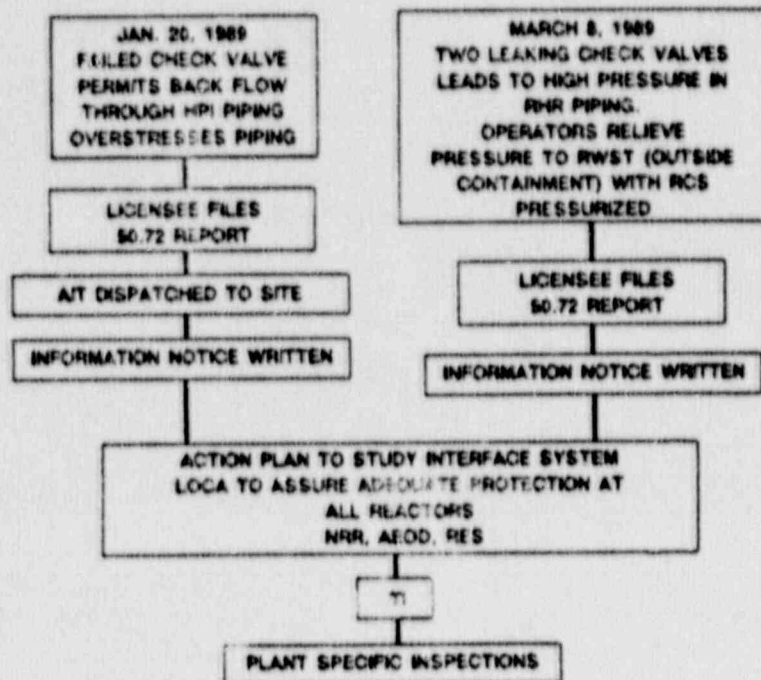 JAN. 20, 1989
FAILED CHECK VALVE
PERMITS BACK FLOW
THROUGH HPI PIPING
OVERSTRESSES PIPING
LICENSEE FILES
50.72 REPORT
AIT DISPATCHED TO SITE
INFORMATION NOTICE WRITTEN
MARCH 8, 1989
TWO LEAKING CHECK VALVES
LEADS TO HIGH PRESSURE IN
RHR PIPING.
OPERATORS RELIEVE
PRESSURE TO RWST (OUTSIDE
CONTAINMENT) WITH RCS
PRESSURIZED
LICENSEE FILES
50.72 REPORT
INFORMATION NOTICE WRITTEN
ACTION PLAN TO STUDY INTERFACE SYSTEM
LOCA TO ASSURE ADEQUATE PROTECTION AT
ALL REACTORS
NRR, AEOD, RES
TI
PLANT SPECIFIC INSPECTIONS